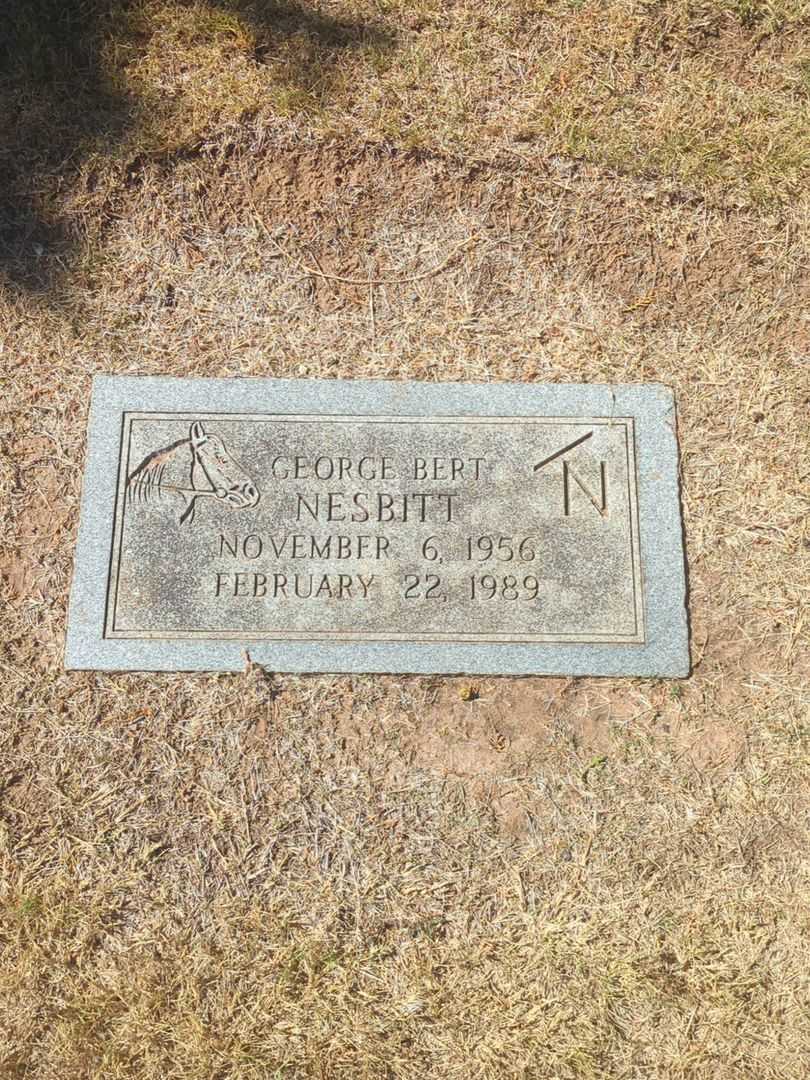 GEORGE BERT
NESBITT
N
NOVEMBER 6, 1956
FEBRUARY 22, 1989